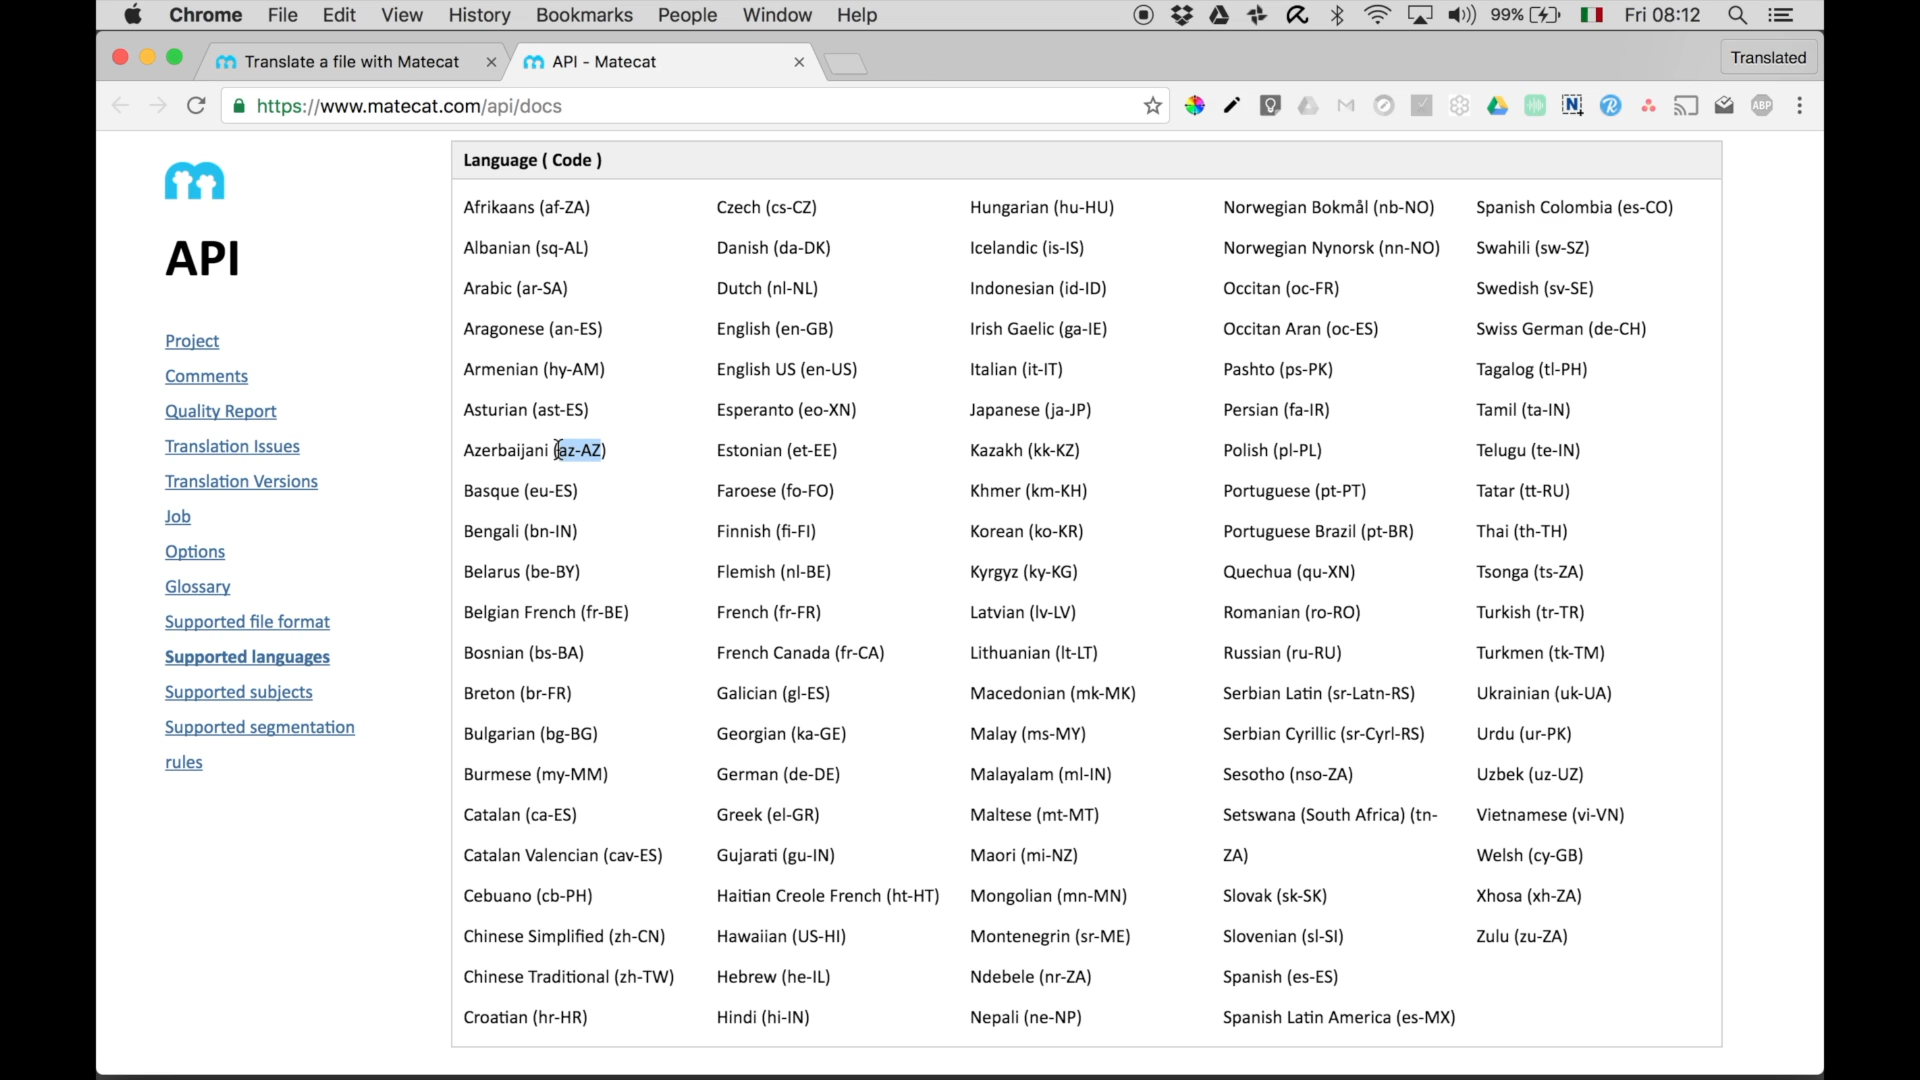 Chrome File Edit View History Bookmarks People Window Help 99% Fri 08:12
Translate a file with Matecat API - Matecat Translated
https://www.matecat.com/api/docs ABP
API
Project
Comments
Quality Report
Translation Issues
Translation Versions
Job
Options
Glossary
Supported file format
Supported languages
Supported subjects
Supported segmentation
rules
Language ( Code )
Afrikaans (af-ZA)
Albanian (sq-AL)
Arabic (ar-SA)
Aragonese (an-ES)
Armenian (hy-AM)
Asturian (ast-ES)
Azerbaijani (az-AZ)
Basque (eu-ES)
Bengali (bn-IN)
Belarus (be-BY)
Belgian French (fr-BE)
Bosnian (bs-BA)
Breton (br-FR)
Bulgarian (bg-BG)
Burmese (my-MM)
Catalan (ca-ES)
Catalan Valencian (cav-ES)
Cebuano (cb-PH)
Chinese Simplified (zh-CN)
Chinese Traditional (zh-TW)
Croatian (hr-HR)
Czech (cs-CZ)
Danish (da-DK)
Dutch (nl-NL)
English (en-GB)
English US (en-US)
Esperanto (eo-XN)
Estonian (et-EE)
Faroese (fo-FO)
Finnish (fi-FI)
Flemish (nl-BE)
French (fr-FR)
French Canada (fr-CA)
Galician (gl-ES)
Georgian (ka-GE)
German (de-DE)
Greek (el-GR)
Gujarati (gu-IN)
Haitian Creole French (ht-HT)
Hawaiian (US-HI)
Hebrew (he-IL)
Hindi (hi-IN)
Hungarian (hu-HU)
Icelandic (is-IS)
Indonesian (id-ID)
Irish Gaelic (ga-IE)
Italian (it-IT)
Japanese (ja-JP)
Kazakh (kk-KZ)
Khmer (km-KH)
Korean (ko-KR)
Kyrgyz (ky-KG)
Latvian (lv-LV)
Lithuanian (lt-LT)
Macedonian (mk-MK)
Malay (ms-MY)
Malayalam (ml-IN)
Maltese (mt-MT)
Maori (mi-NZ)
Mongolian (mn-MN)
Montenegrin (sr-ME)
Ndebele (nr-ZA)
Nepali (ne-NP)
Norwegian Bokmål (nb-NO)
Norwegian Nynorsk (nn-NO)
Occitan (oc-FR)
Occitan Aran (oc-ES)
Pashto (ps-PK)
Persian (fa-IR)
Polish (pl-PL)
Portuguese (pt-PT)
Portuguese Brazil (pt-BR)
Quechua (qu-XN)
Romanian (ro-RO)
Russian (ru-RU)
Serbian Latin (sr-Latn-RS)
Serbian Cyrillic (sr-Cyrl-RS)
Sesotho (nso-ZA)
Setswana (South Africa) (tn-
ZA)
Slovak (sk-SK)
Slovenian (sl-SI)
Spanish (es-ES)
Spanish Latin America (es-MX)
Spanish Colombia (es-CO)
Swahili (sw-SZ)
Swedish (sv-SE)
Swiss German (de-CH)
Tagalog (tl-PH)
Tamil (ta-IN)
Telugu (te-IN)
Tatar (tt-RU)
Thai (th-TH)
Tsonga (ts-ZA)
Turkish (tr-TR)
Turkmen (tk-TM)
Ukrainian (uk-UA)
Urdu (ur-PK)
Uzbek (uz-UZ)
Vietnamese (vi-VN)
Welsh (cy-GB)
Xhosa (xh-ZA)
Zulu (zu-ZA)